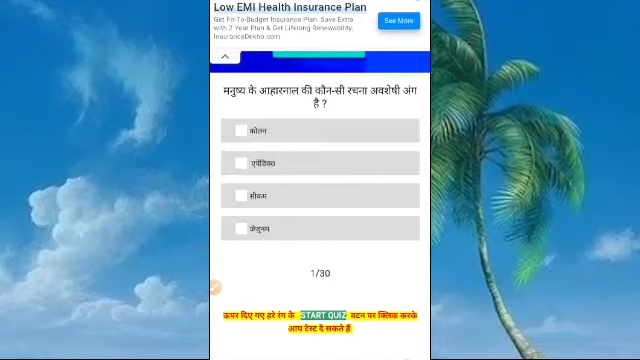 Low EMI Health Insurance Plan
Get Fit-To-Budget Insurance Plan. Save Extra
with 2 Year Plan & Get Lifelong Renewability.
InsuranceDekho.com
See More
मनुष्य के आहारनाल की कौन-सी रचना अवशेषी अंग
है ?
कोलन
एपेंडिक्स
सीकम
जेजुनम
1/30
ऊपर दिए गए हरे रंग के START QUIZ बटन पर क्लिक करके
आप टेस्ट दे सकते हैं